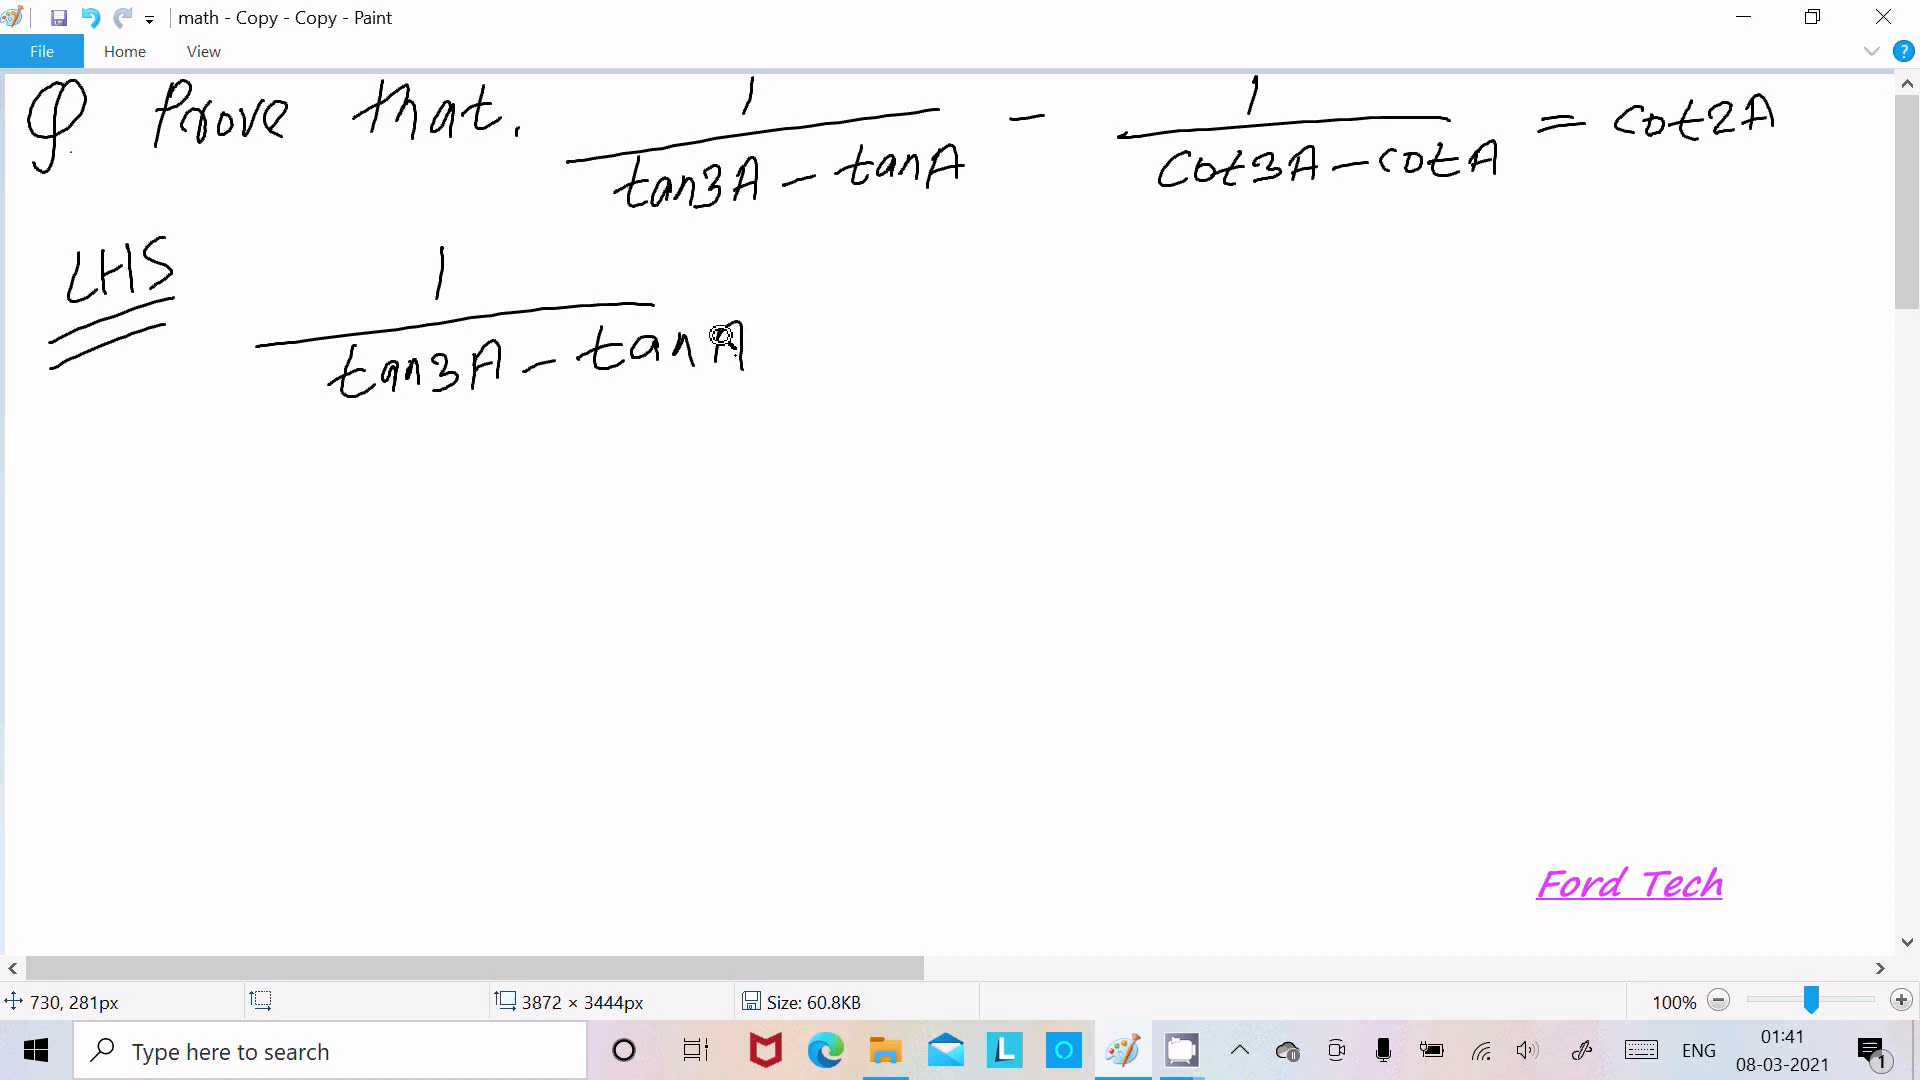 math - Copy - Copy - Paint
File Home View
Q Prove that. 1/(tan3A - tanA) - 1/(cot3A - cotA) = cot2A
LHS 1/(tan3A - tanA)
Ford Tech
730, 281px 3872 × 3444px Size: 60.8KB 100%
Type here to search L ENG 01:41
08-03-2021 1